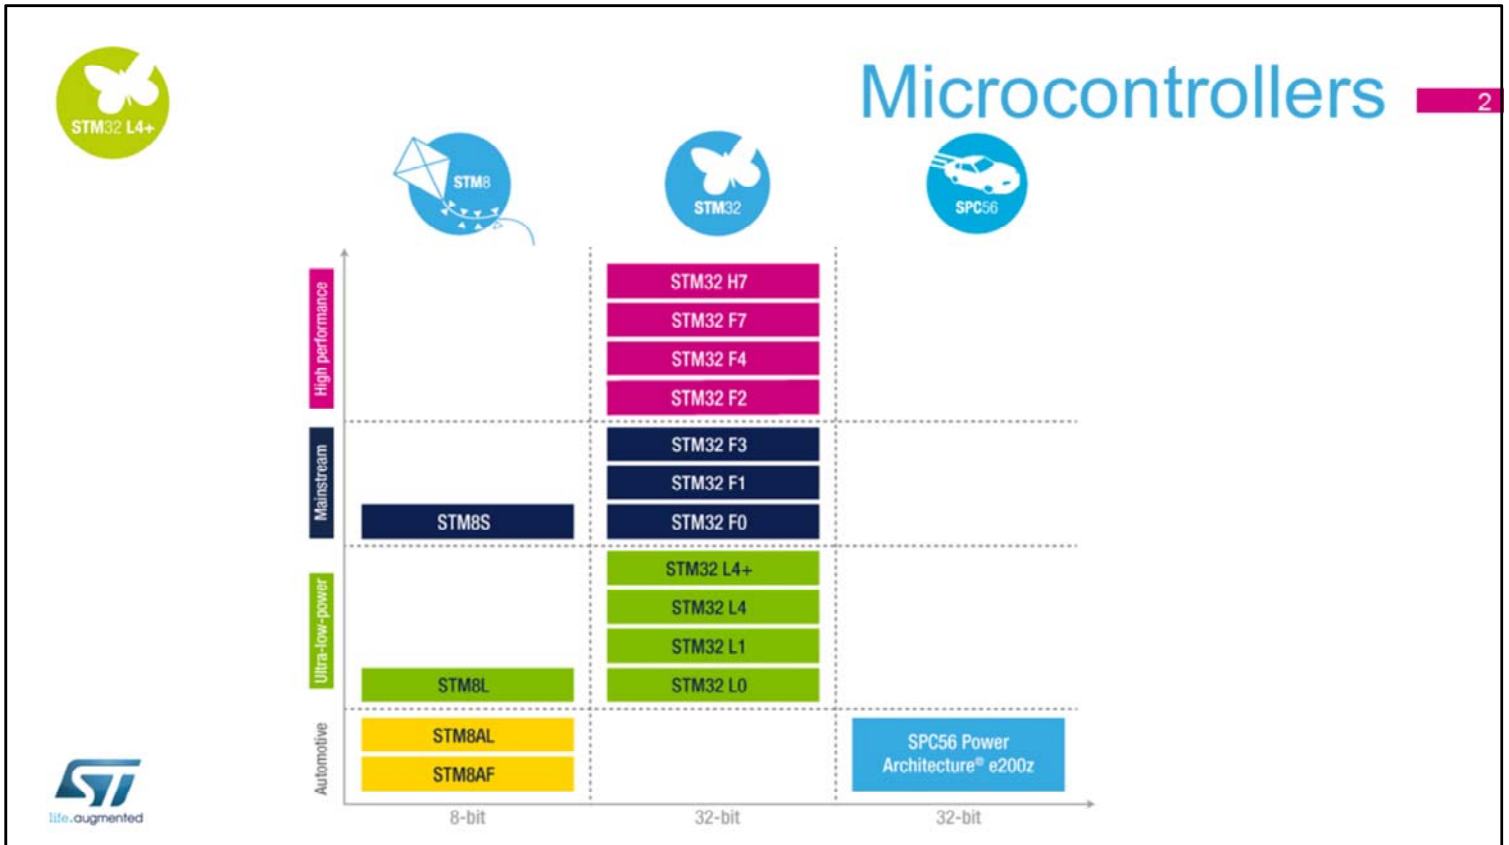 Microcontrollers
2
STM32 L4+
STM8
STM32
SPC56
High performance
STM32 H7
STM32 F7
STM32 F4
STM32 F2
Mainstream
STM32 F3
STM32 F1
STM8S
STM32 F0
Ultra-low-power
STM32 L4+
STM32 L4
STM32 L1
STM8L
STM32 L0
Automotive
STM8AL
STM8AF
SPC56 Power
Architecture® e200z
8-bit
32-bit
32-bit
ST
life.augmented